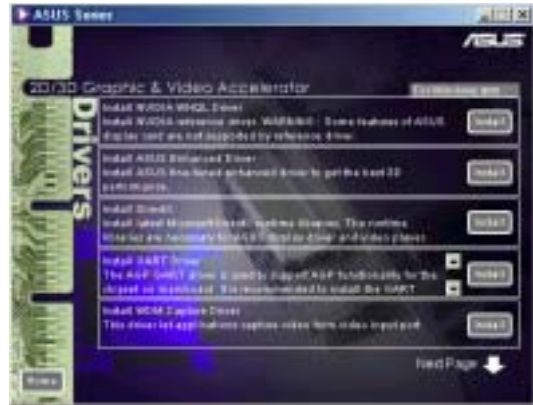 ASUS Series
ASUS
2D/3D Graphic & Video Accelerator
Drivers
Install NVIDIA WHQL Driver
Install NVIDIA reference driver. WARNING! : Some features of ASUS
display card are not supported by reference driver.
Install
Install ASUS Enhanced Driver
Install ASUS fine-tuned enhanced driver to get the best 3D
performance.
Install
Install DirectX
Install latest Microsoft DirectX runtime libraries. This runtime
libraries are necessary for ASUS display driver and video player.
Install
Install GART Driver
The AGP GART driver is used to support AGP functionality for the
chipset on mainboard. It is recommended to install the GART
Install
Install WDM Capture Driver
This driver let applications capture video form video input port
Install
Next Page
Home